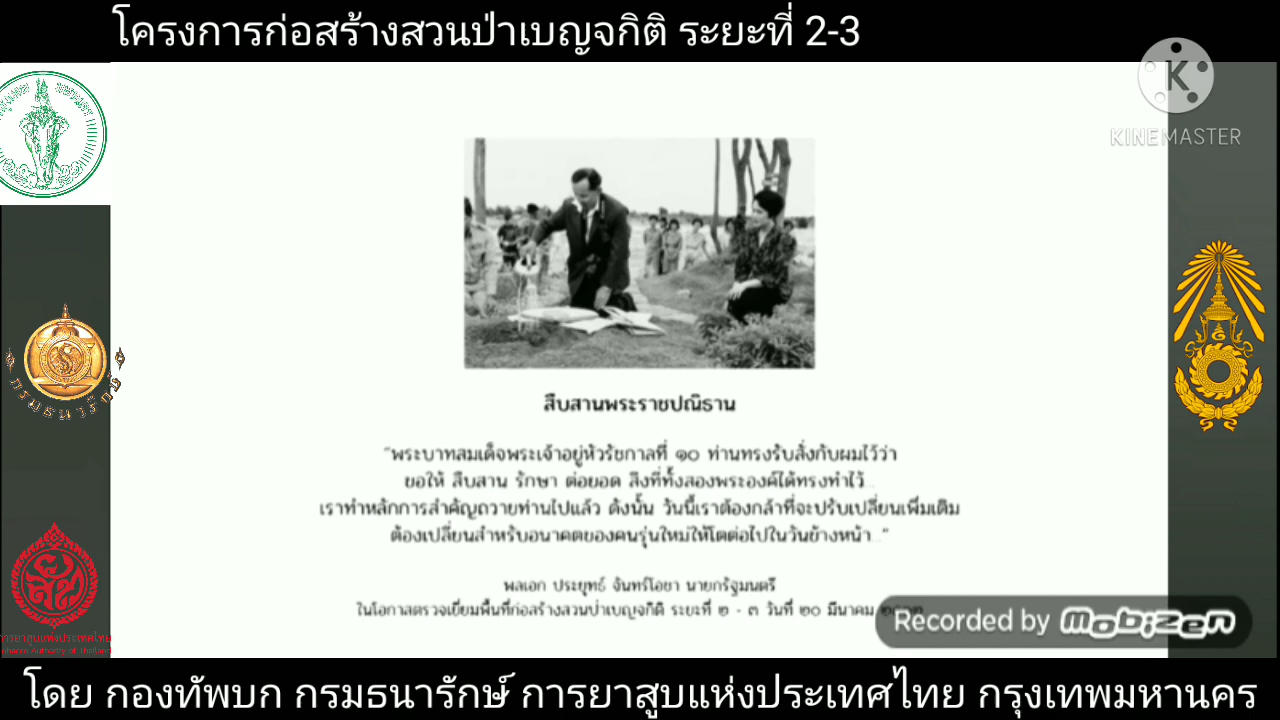 โครงการก่อสร้างสวนป่าเบญจกิติ ระยะที่ 2-3
KINEMASTER
สืบสานพระราชปณิธาน
"พระบาทสมเด็จพระเจ้าอยู่หัวรัชกาลที่ ๑๐ ท่านทรงรับสั่งกับผมไว้ว่า
ขอให้ สืบสาน รักษา ต่อยอด สิ่งที่ทั้งสองพระองค์ได้ทรงทำไว้...
เราทำหลักการสำคัญถวายท่านไปแล้ว ดังนั้น วันนี้เราต้องกล้าที่จะปรับเปลี่ยนเพิ่มเติม
ต้องเปลี่ยนสำหรับอนาคตของคนรุ่นใหม่ให้โตต่อไปในวันข้างหน้า..."
พลเอก ประยุทธ์ จันทร์โอชา นายกรัฐมนตรี
ในโอกาสตรวจเยี่ยมพื้นที่ก่อสร้างสวนป่าเบญจกิติ ระยะที่ ๒ - ๓ วันที่ ๒๐ มีนาคม
Recorded by mobizen
กรมธนารักษ์
การยาสูบแห่งประเทศไทย
Tobacco Authority of Thailand
โดย กองทัพบก กรมธนารักษ์ การยาสูบแห่งประเทศไทย กรุงเทพมหานคร